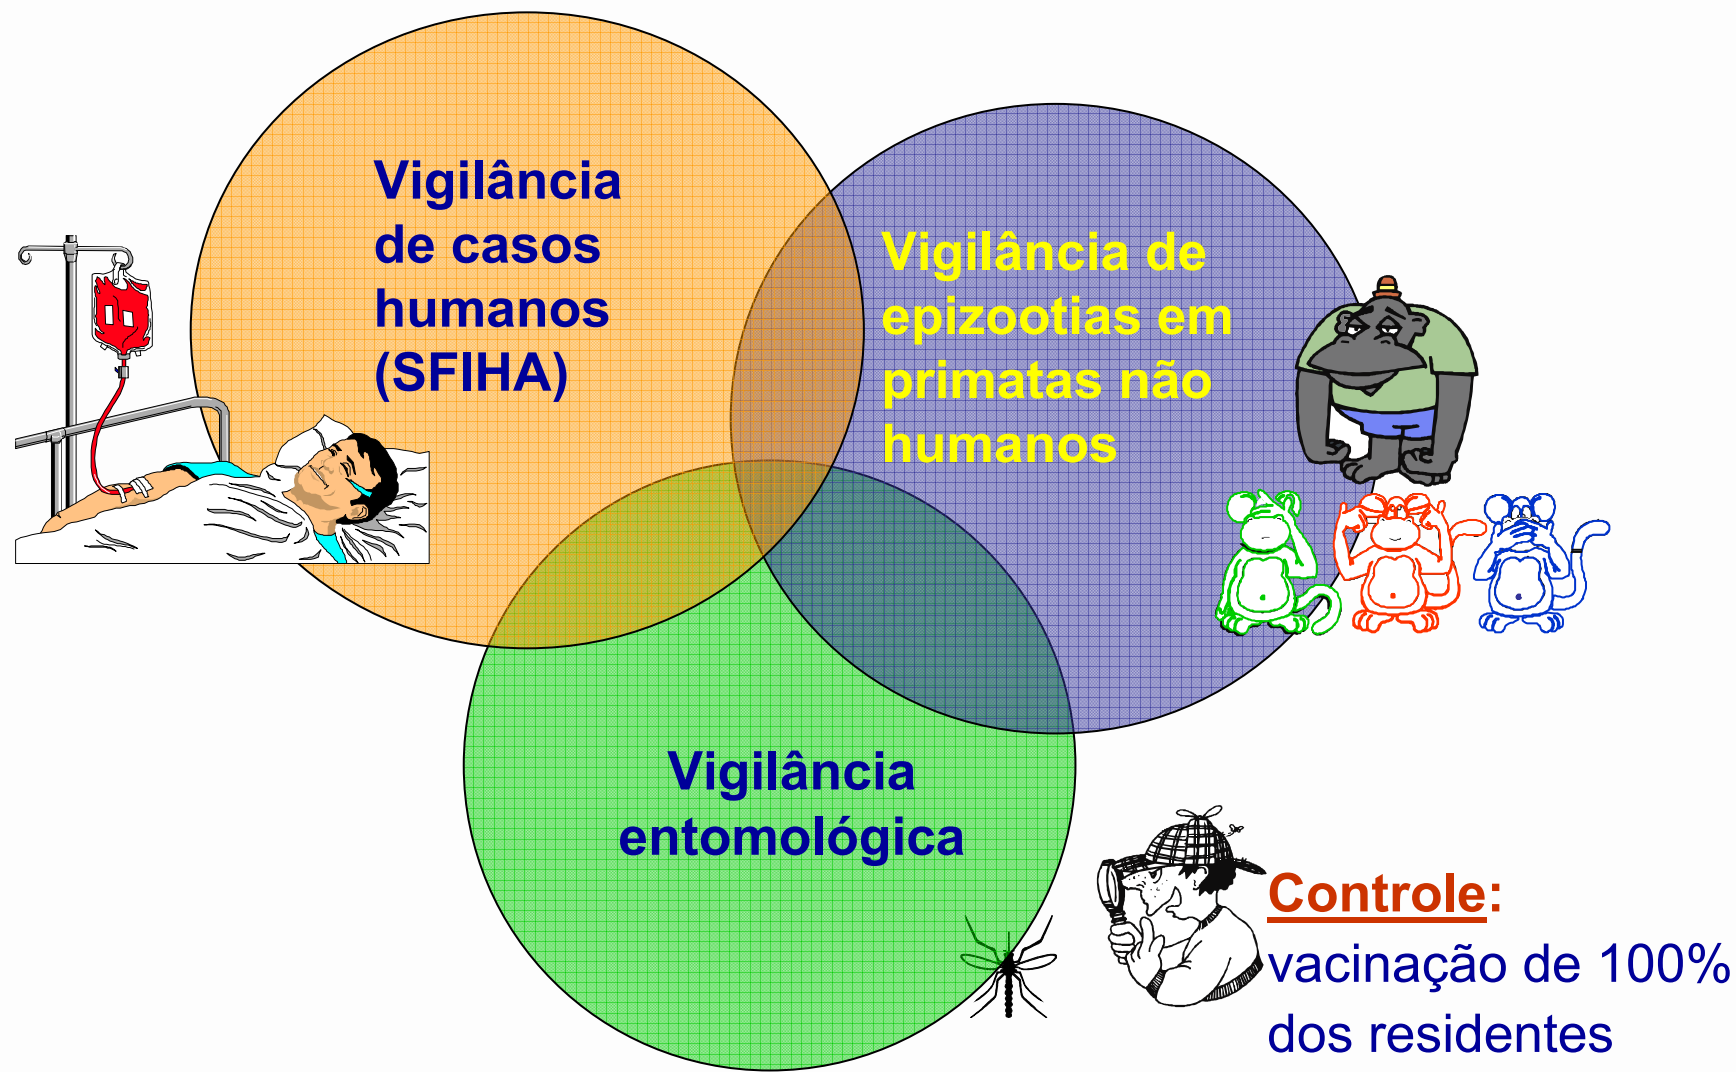 Vigilância
de casos
humanos
(SFIHA)
Vigilância de
epizootias em
primatas não
humanos
Vigilância
entomológica
Controle:
vacinação de 100%
dos residentes